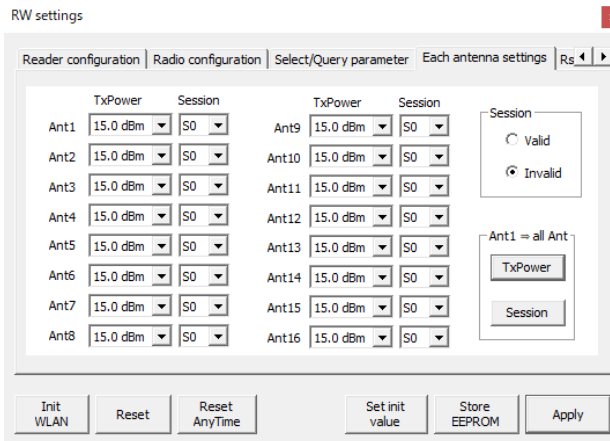 RW settings
Reader configuration Radio configuration Select/Query parameter Each antenna settings Rs
TxPower Session TxPower Session
Session
Ant1 15.0 dBm S0 Ant9 15.0 dBm S0
Valid
Ant2 15.0 dBm S0 Ant10 15.0 dBm S0
Invalid
Ant3 15.0 dBm S0 Ant11 15.0 dBm S0
Ant4 15.0 dBm S0 Ant12 15.0 dBm S0
Ant1 ⇒ all Ant
Ant5 15.0 dBm S0 Ant13 15.0 dBm S0
TxPower
Ant6 15.0 dBm S0 Ant14 15.0 dBm S0
Ant7 15.0 dBm S0 Ant15 15.0 dBm S0
Session
Ant8 15.0 dBm S0 Ant16 15.0 dBm S0
Init
WLAN
Reset
Reset
AnyTime
Set init
value
Store
EEPROM
Apply